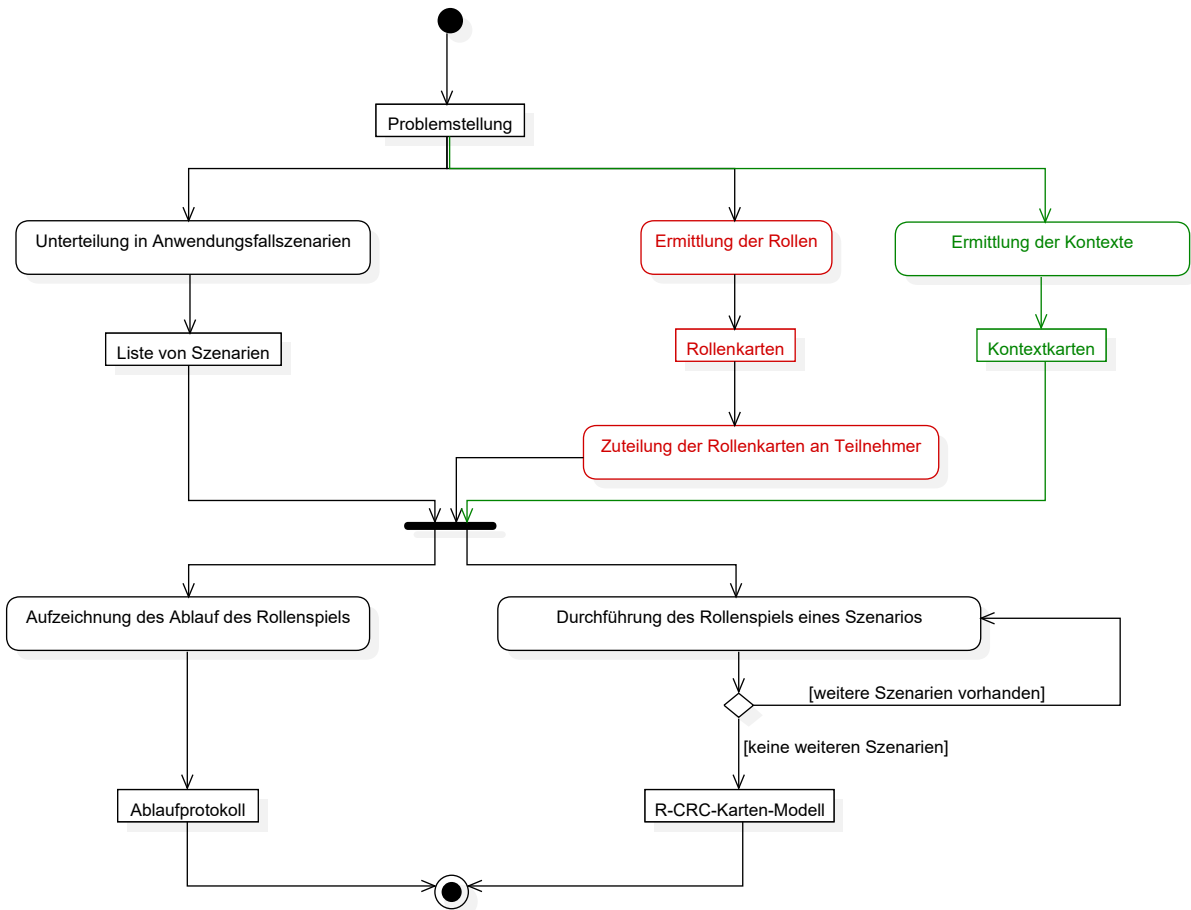 Problemstellung
Unterteilung in Anwendungsfallszenarien
Ermittlung der Rollen
Ermittlung der Kontexte
Liste von Szenarien
Rollenkarten
Kontextkarten
Zuteilung der Rollenkarten an Teilnehmer
Aufzeichnung des Ablauf des Rollenspiels
Durchführung des Rollenspiels eines Szenarios
[weitere Szenarien vorhanden]
[keine weiteren Szenarien]
Ablaufprotokoll
R-CRC-Karten-Modell